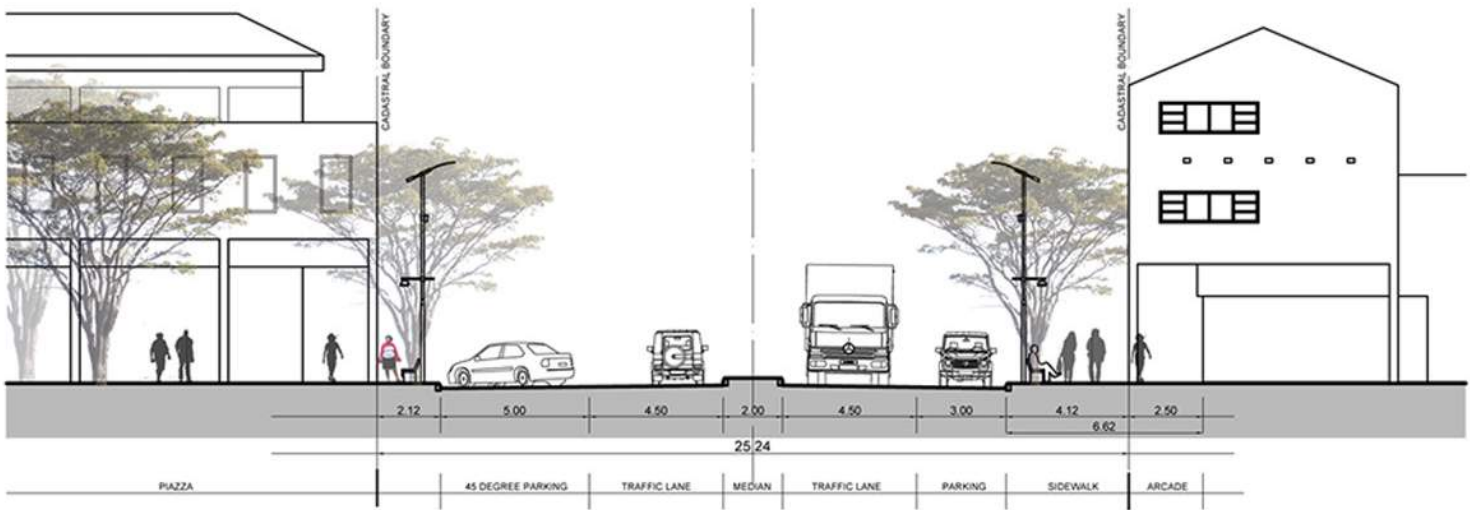 CADASTRAL BOUNDARY
CADASTRAL BOUNDARY
2.12 5.00 4.50 2.00 4.50 3.00 4.12 2.50
6.62
25.24
PIAZZA 45 DEGREE PARKING TRAFFIC LANE MEDIAN TRAFFIC LANE PARKING SIDEWALK ARCADE